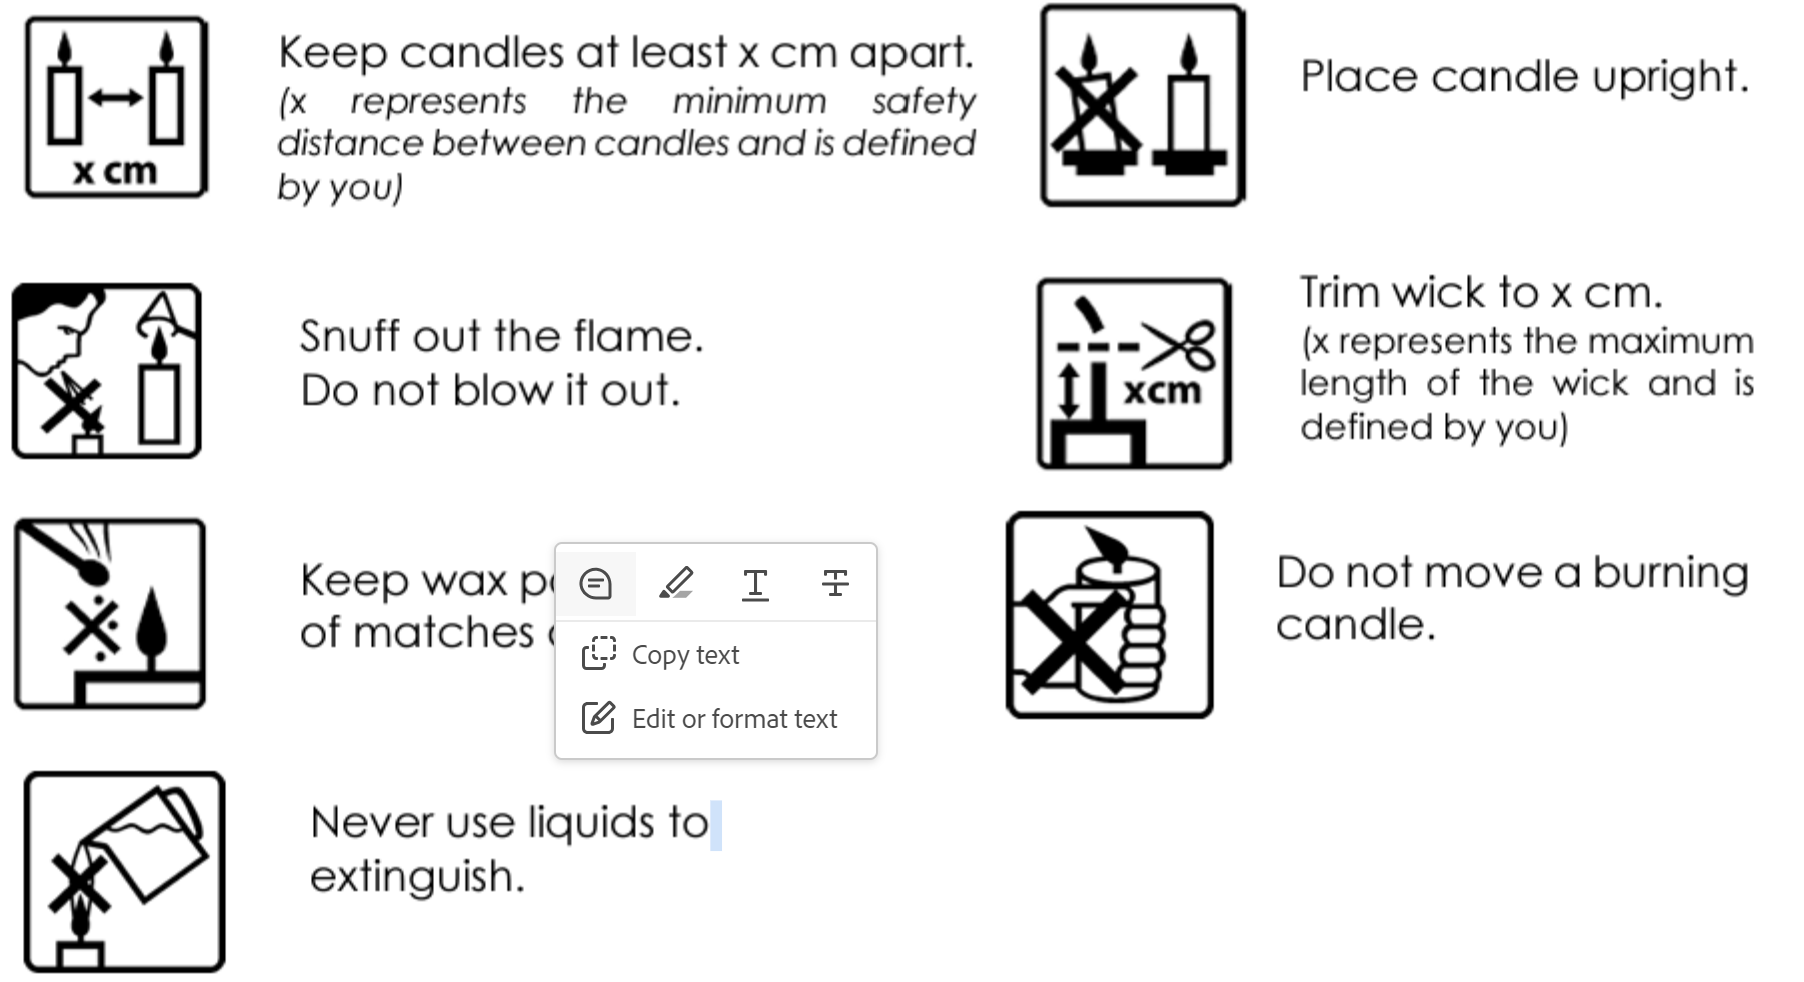 x cm
Keep candles at least x cm apart.
(x represents the minimum safety
distance between candles and is defined
by you)
Place candle upright.
Snuff out the flame.
Do not blow it out.
xcm
Trim wick to x cm.
(x represents the maximum
length of the wick and is
defined by you)
Keep wax
of matches
Copy text
Edit or format text
Do not move a burning
candle.
Never use liquids to
extinguish.